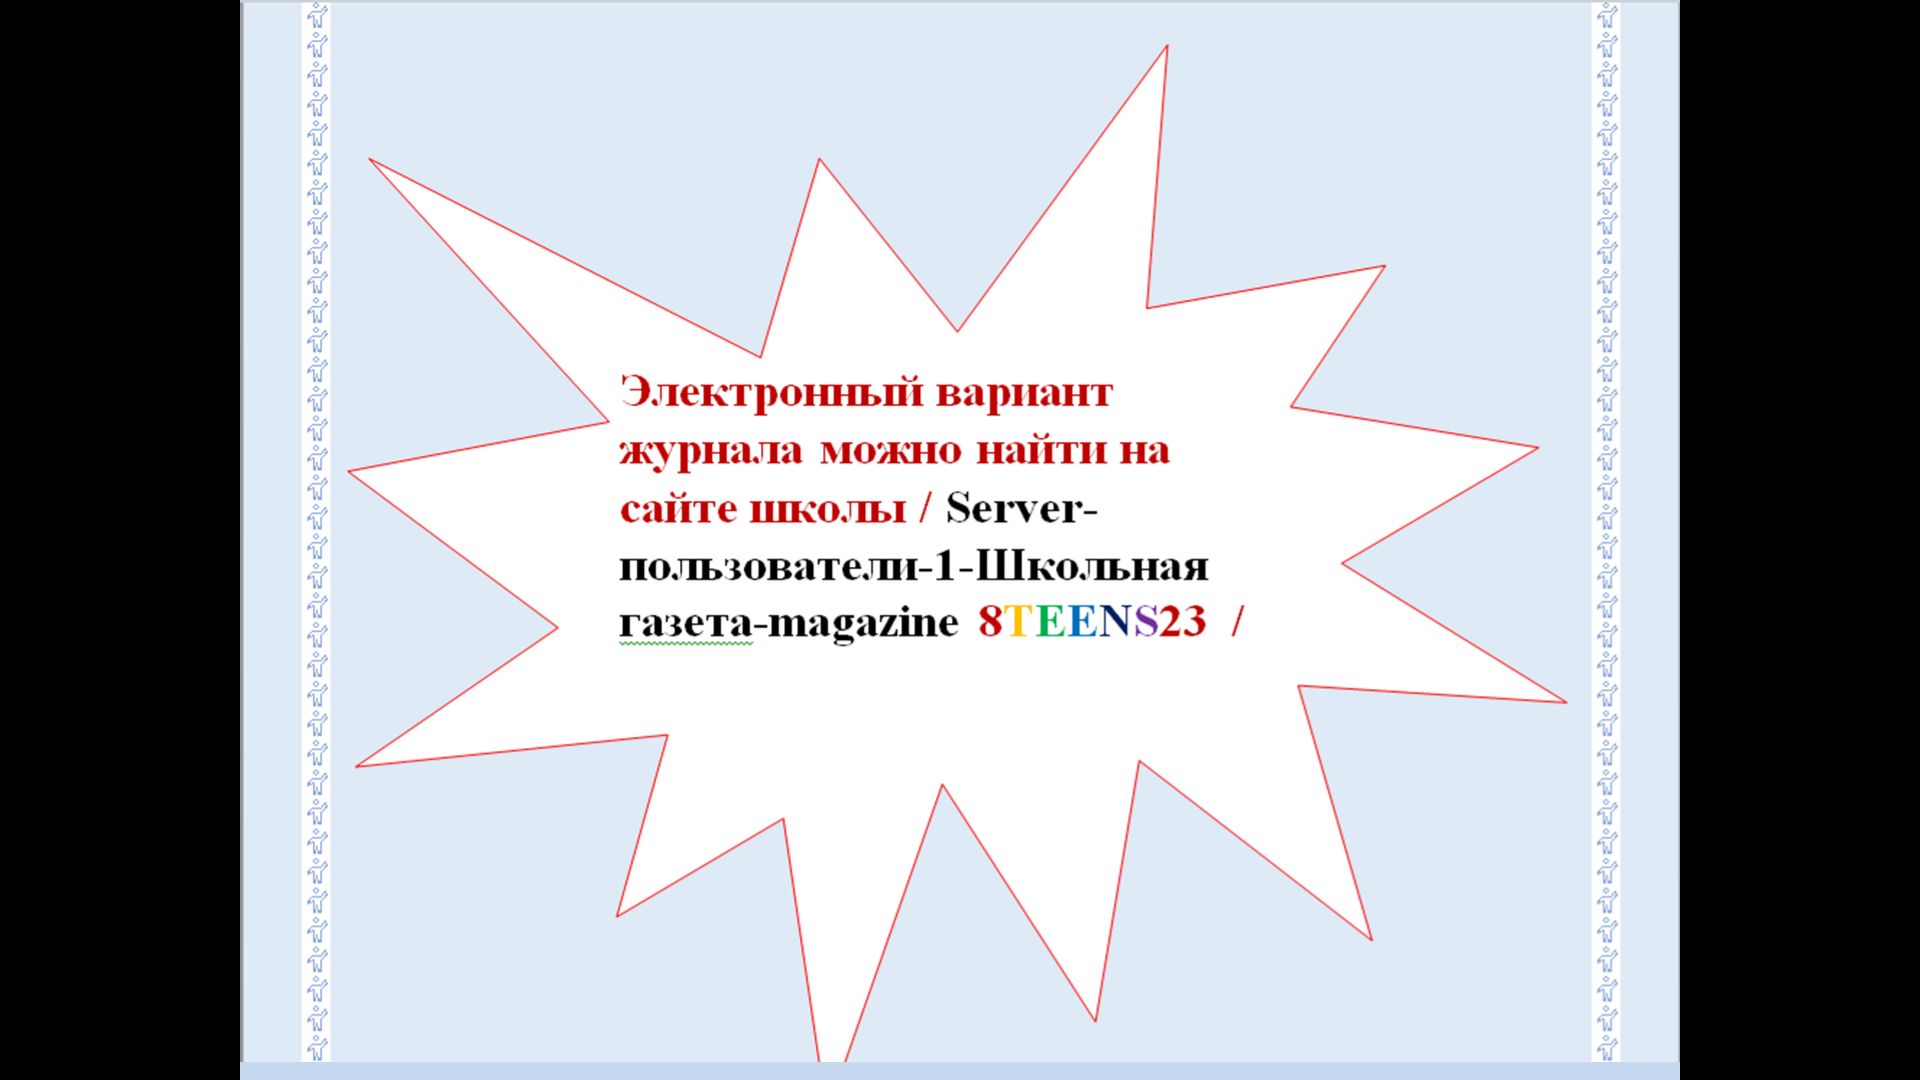 Электронный вариант
журнала можно найти на
сайте школы / Server-
пользователи-1-Школьная
газета-magazine 8TEENS23 /